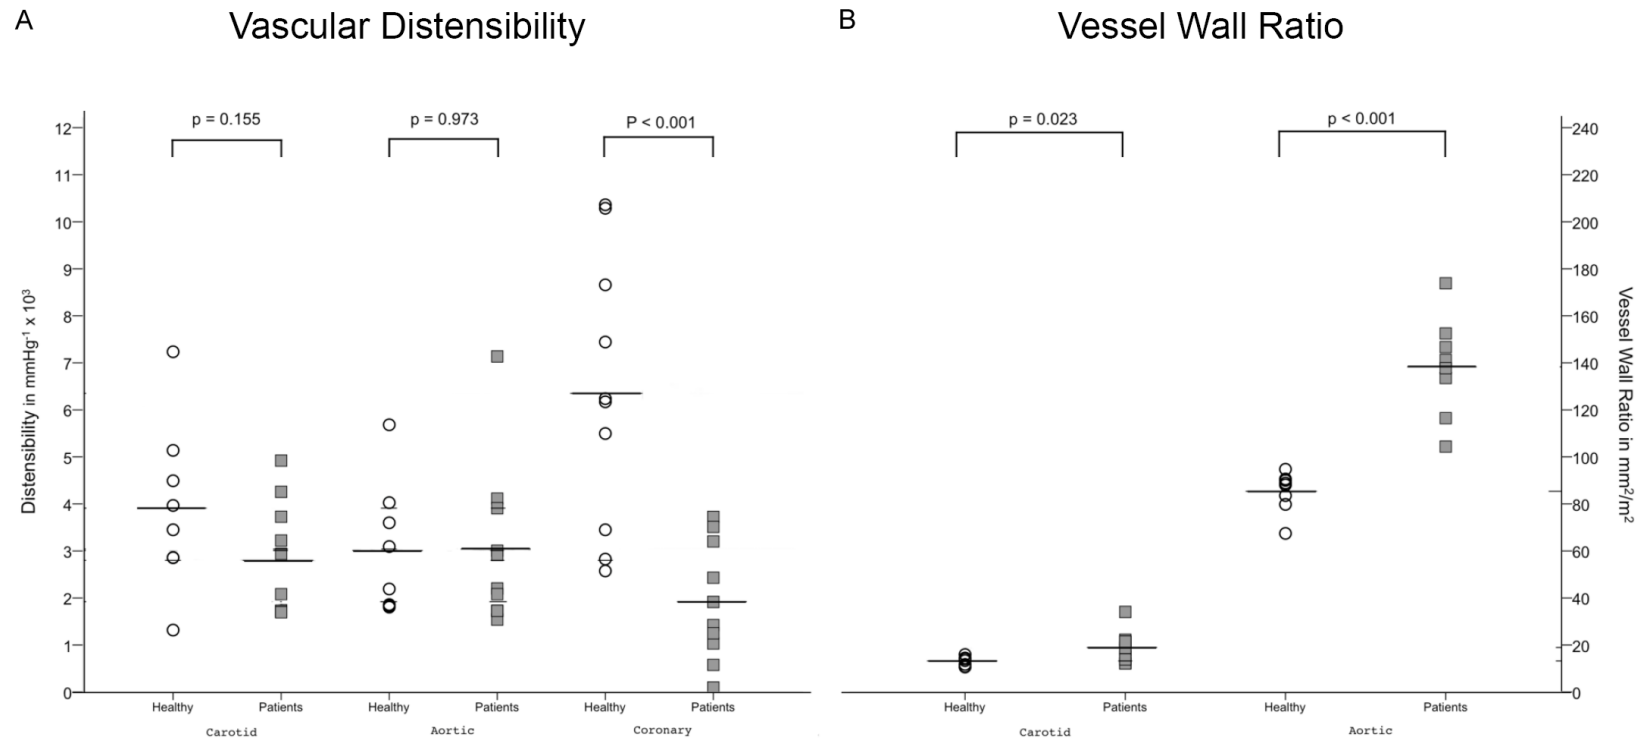 A
Vascular Distensibility
p = 0.155
p = 0.973
P < 0.001
12
11
10
9
8
7
6
5
4
3
2
1
0
Distensibility in mmHg⁻¹ x 10³
Healthy
Patients
Healthy
Patients
Healthy
Patients
Carotid
Aortic
Coronary
B
Vessel Wall Ratio
p = 0.023
p < 0.001
240
220
200
180
160
140
120
100
80
60
40
20
0
Vessel Wall Ratio in mm²/m²
Healthy
Patients
Healthy
Patients
Carotid
Aortic